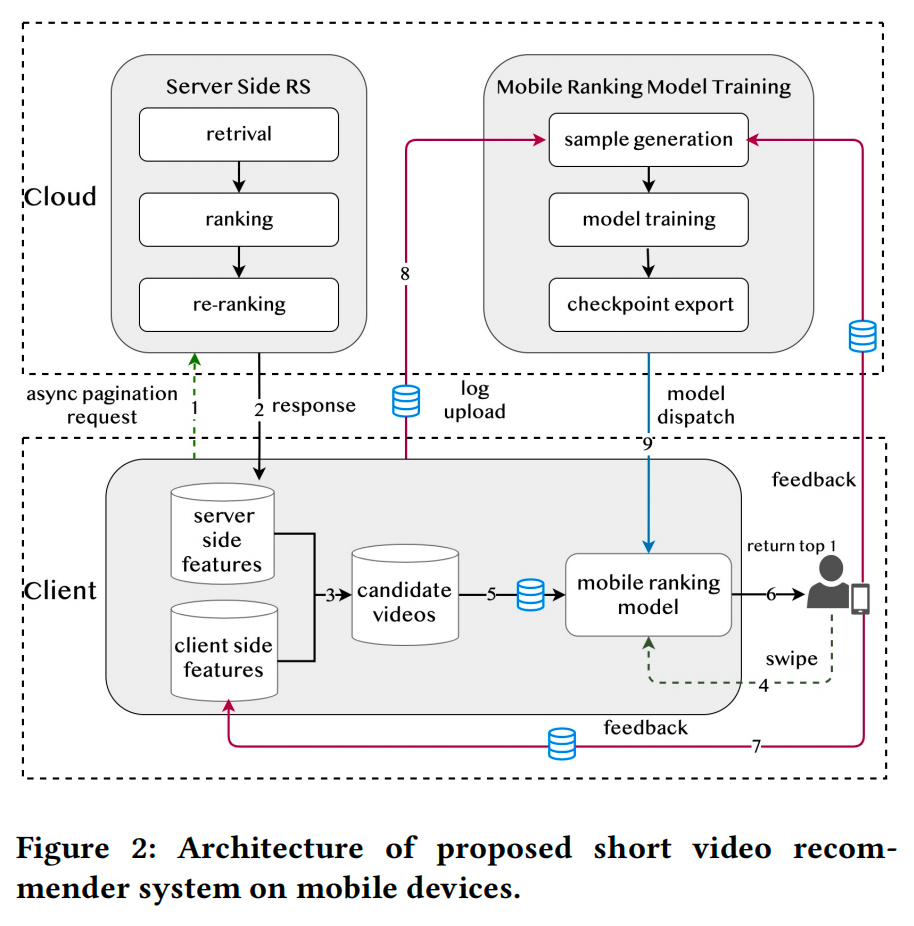 Server Side RS
retrival
ranking
re-ranking
Mobile Ranking Model Training
sample generation
model training
checkpoint export
Cloud
8
async pagination
request
1
2
response
log
upload
model
dispatch
9
feedback
Client
server
side
features
client side
features
3
candidate
videos
5
mobile ranking
model
return top 1
6
swipe
4
feedback
7
Figure 2: Architecture of proposed short video recom-
mender system on mobile devices.